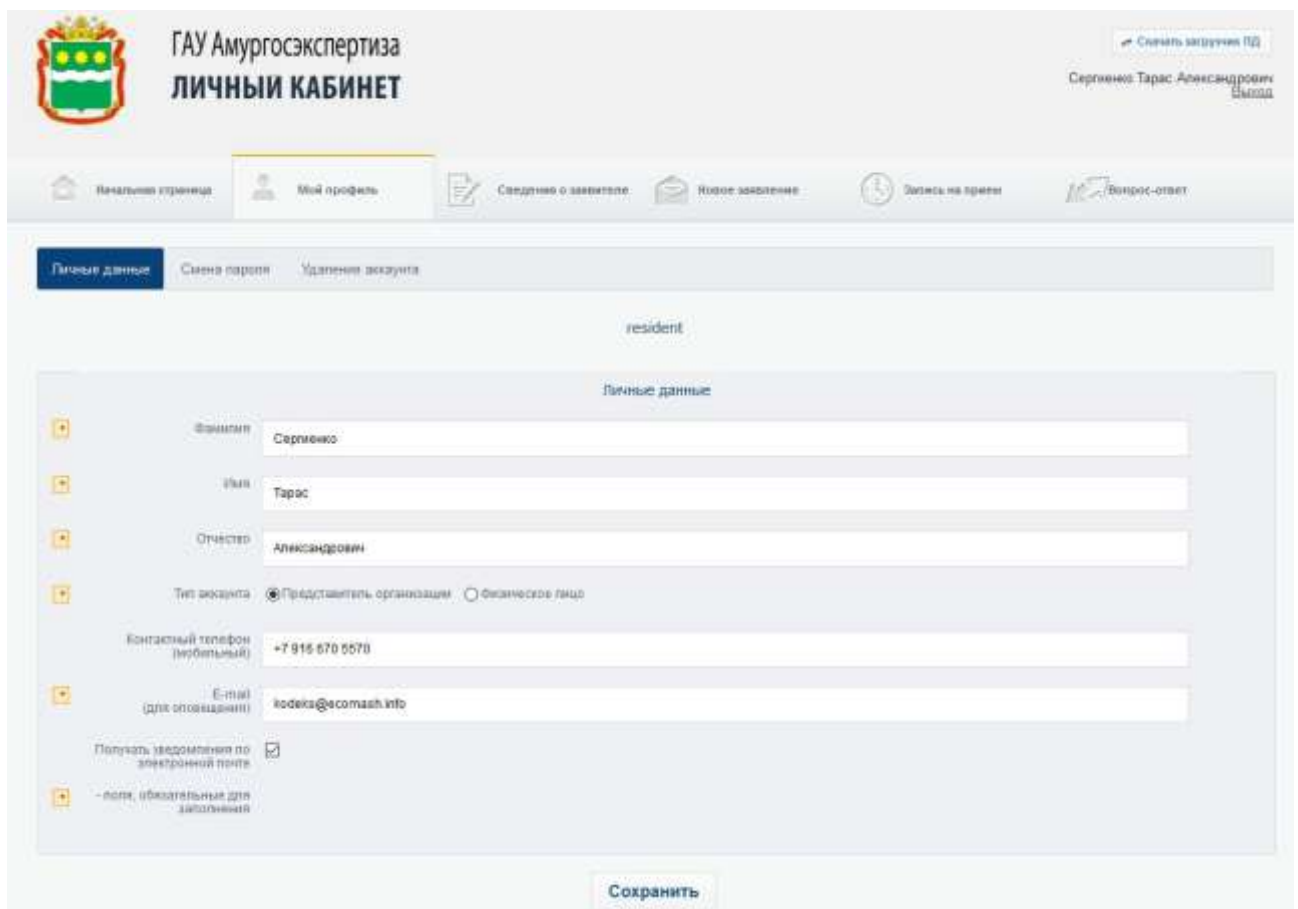 ГАУ Амургосэкспертиза
ЛИЧНЫЙ КАБИНЕТ
Скачать загрузчик ПД
Сергиенко Тарас Александрович
Выход
Начальная страница
Мой профиль
Сведения о заявителе
Новое заявление
Запись на прием
Вопрос-ответ
Личные данные
Смена пароля
Удаление аккаунта
resident
Личные данные
Фамилия
Сергиенко
Имя
Тарас
Отчество
Александрович
Тип аккаунта
Представитель организации
Физическое лицо
Контактный телефон
(мобильный)
+7 916 670 5570
E-mail
(для оповещения)
kodeks@ecomash.info
Получать уведомления по
электронной почте
- поля, обязательные для
заполнения
Сохранить